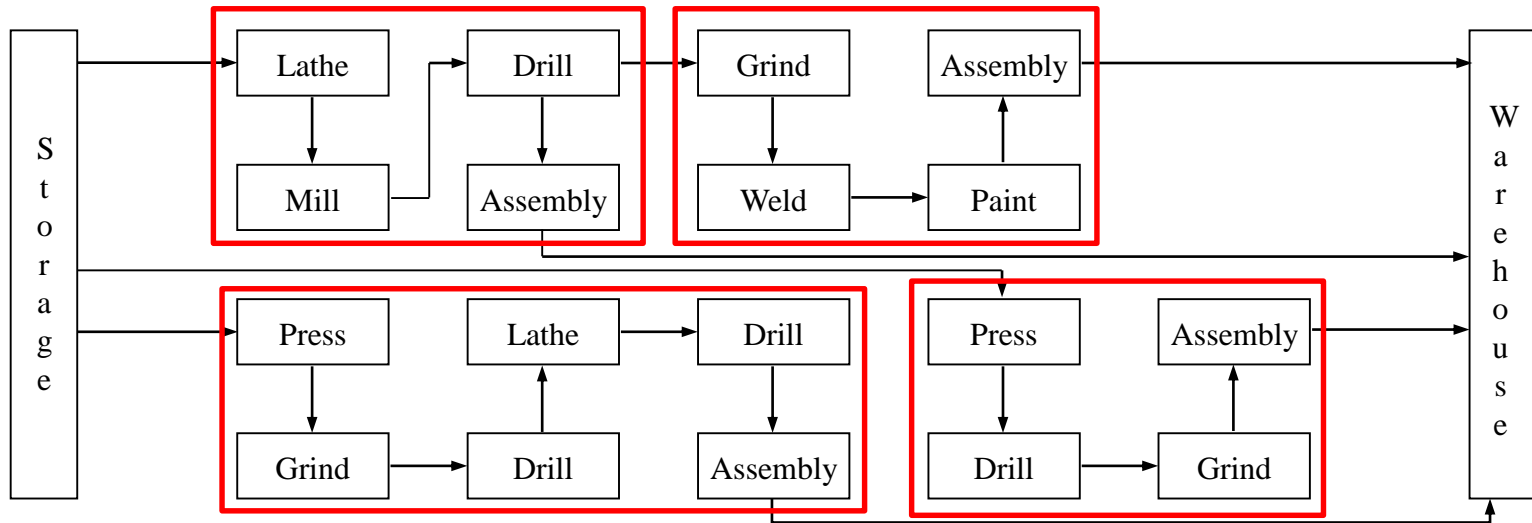 Storage
Lathe
Drill
Grind
Assembly
Mill
Assembly
Weld
Paint
Press
Lathe
Drill
Press
Assembly
Grind
Drill
Assembly
Drill
Grind
Warehouse